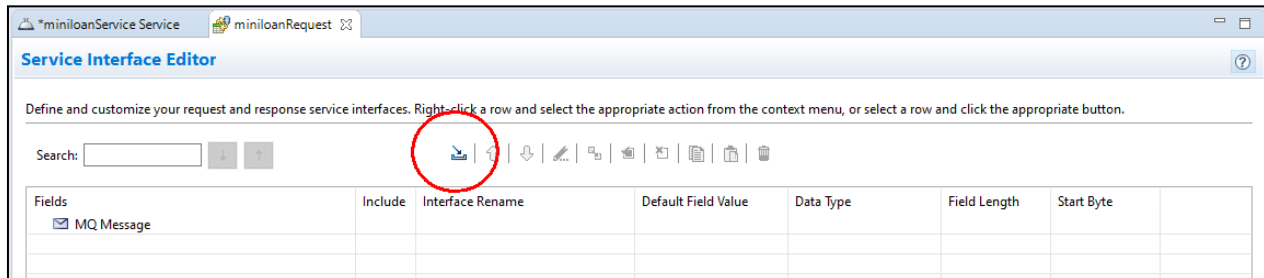 *miniloanService Service miniloanRequest
Service Interface Editor
Define and customize your request and response service interfaces. Right-click a row and select the appropriate action from the context menu, or select a row and click the appropriate button.
Search:
Fields Include Interface Rename Default Field Value Data Type Field Length Start Byte
MQ Message